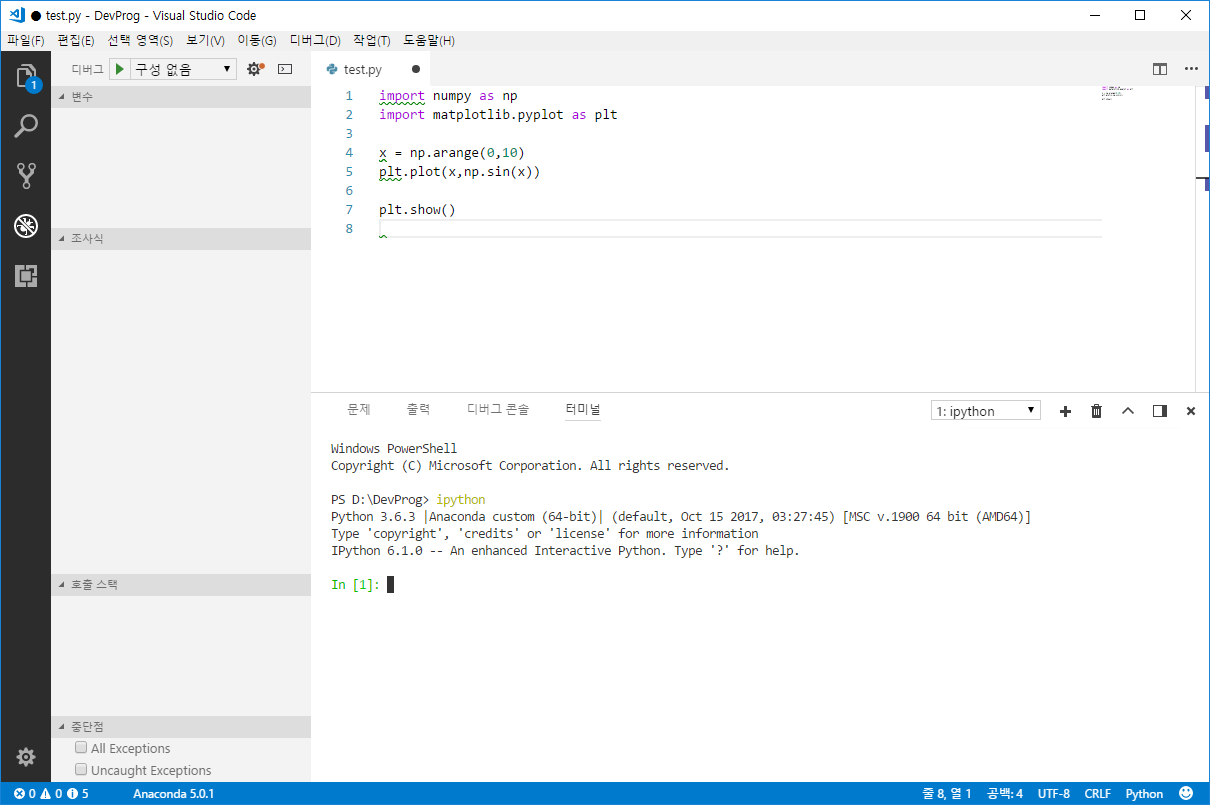 ● test.py - DevProg - Visual Studio Code
파일(F) 편집(E) 선택 영역(S) 보기(V) 이동(G) 디버그(D) 작업(T) 도움말(H)
1
디버그 구성 없음
변수
조사식
호출 스택
중단점
All Exceptions
Uncaught Exceptions
test.py
1 import numpy as np
2 import matplotlib.pyplot as plt
3
4 x = np.arange(0,10)
5 plt.plot(x,np.sin(x))
6
7 plt.show()
8
문제 출력 디버그 콘솔 터미널 1: ipython
Windows PowerShell
Copyright (C) Microsoft Corporation. All rights reserved.
PS D:\DevProg> ipython
Python 3.6.3 |Anaconda custom (64-bit)| (default, Oct 15 2017, 03:27:45) [MSC v.1900 64 bit (AMD64)]
Type 'copyright', 'credits' or 'license' for more information
IPython 6.1.0 -- An enhanced Interactive Python. Type '?' for help.
In [1]:
0 0 5 Anaconda 5.0.1 줄 8, 열 1 공백: 4 UTF-8 CRLF Python